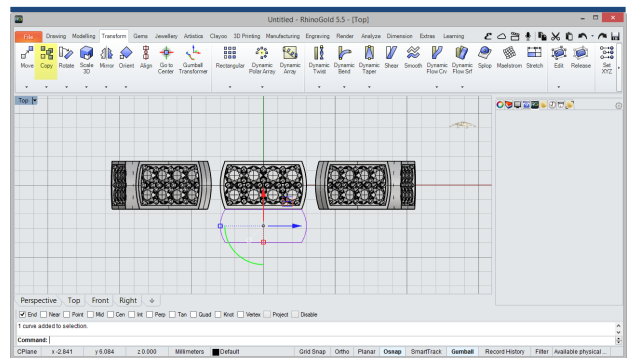 Untitled - RhinoGold 5.5 - [Top]
File Drawing Modelling Transform Gems Jewellery Artistics Clayoo 3D Printing Manufacturing Engraving Render Analyze Dimension Extras Learning
Move Copy Rotate Scale 3D Mirror Orient Align Go to Center Gumball Transformer Rectangular Dynamic Polar Array Dynamic Array Dynamic Twist Dynamic Bend Dynamic Taper Shear Smooth Dynamic Flow Crv Dynamic Flow Srf Splop Maelstrom Stretch Edit Release Set XYZ
Top
Perspective Top Front Right
End Near Point Mid Cen Int Perp Tan Quad Knot Vertex Project Disable
1 curve added to selection.
Command:
CPlane x -2.841 y 6.084 z 0.000 Millimeters Default Grid Snap Ortho Planar Osnap SmartTrack Gumball Record History Filter Available physical ...